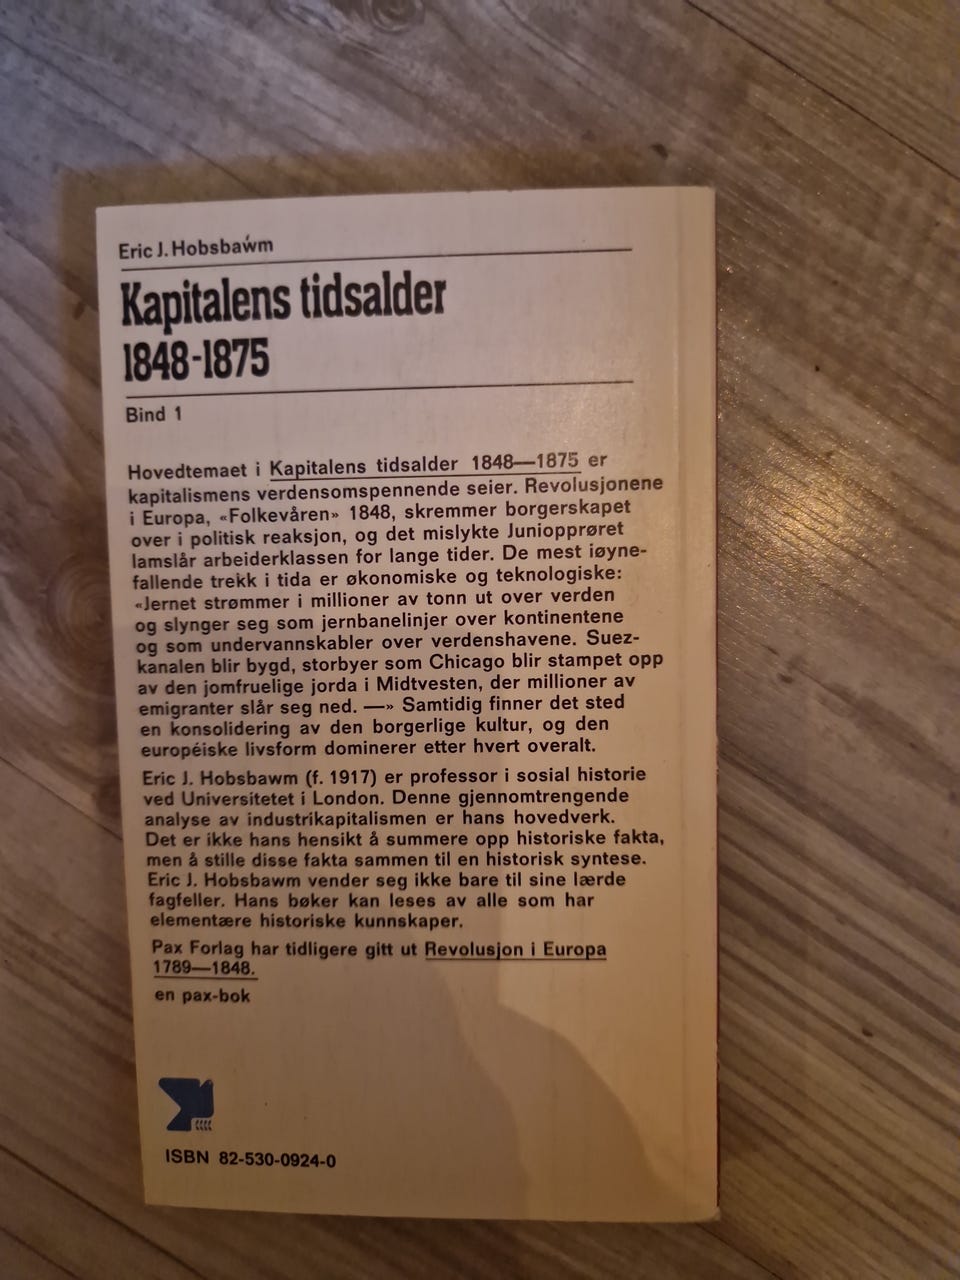 Eric J. Hobsbawm
Kapitalens tidsalder
1848-1875
Bind 1
Hovedtemaet i Kapitalens tidsalder 1848—1875 er
kapitalismens verdensomspennende seier. Revolusjonene
i Europa, «Folkevåren» 1848, skremmer borgerskapet
over i politisk reaksjon, og det mislykte Juniopprøret
lamslår arbeiderklassen for lange tider. De mest iøyne-
fallende trekk i tida er økonomiske og teknologiske:
«Jernet strømmer i millioner av tonn ut over verden
og slynger seg som jernbanelinjer over kontinentene
og som undervannskabler over verdenshavene. Suez-
kanalen blir bygd, storbyer som Chicago blir stampet opp
av den jomfruelige jorda i Midtvesten, der millioner av
emigranter slår seg ned. —» Samtidig finner det sted
en konsolidering av den borgerlige kultur, og den
européiske livsform dominerer etter hvert overalt.
Eric J. Hobsbawm (f. 1917) er professor i sosial historie
ved Universitetet i London. Denne gjennomtrengende
analyse av industrikapitalismen er hans hovedverk.
Det er ikke hans hensikt å summere opp historiske fakta,
men å stille disse fakta sammen til en historisk syntese.
Eric J. Hobsbawm vender seg ikke bare til sine lærde
fagfeller. Hans bøker kan leses av alle som har
elementære historiske kunnskaper.
Pax Forlag har tidligere gitt ut Revolusjon i Europa
1789—1848.
en pax-bok
ISBN 82-530-0924-0